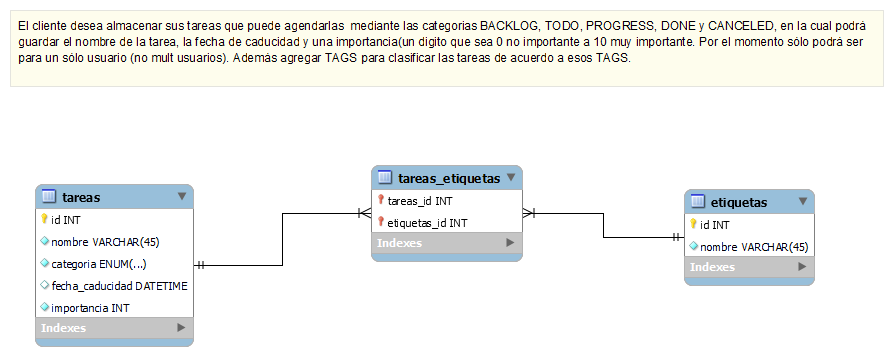 El cliente desea almacenar sus tareas que puede agendarlas mediante las categorías BACKLOG, TODO, PROGRESS, DONE y CANCELED, en la cual podrá
guardar el nombre de la tarea, la fecha de caducidad y una importancia(un digito que sea 0 no importante a 10 muy importante. Por el momento sólo podrá ser
para un sólo usuario (no mult usuarios). Además agregar TAGS para clasificar las tareas de acuerdo a esos TAGS.
tareas
id INT
nombre VARCHAR(45)
categoria ENUM(...)
fecha_caducidad DATETIME
importancia INT
Indexes
tareas_etiquetas
tareas_id INT
etiquetas_id INT
Indexes
etiquetas
id INT
nombre VARCHAR(45)
Indexes